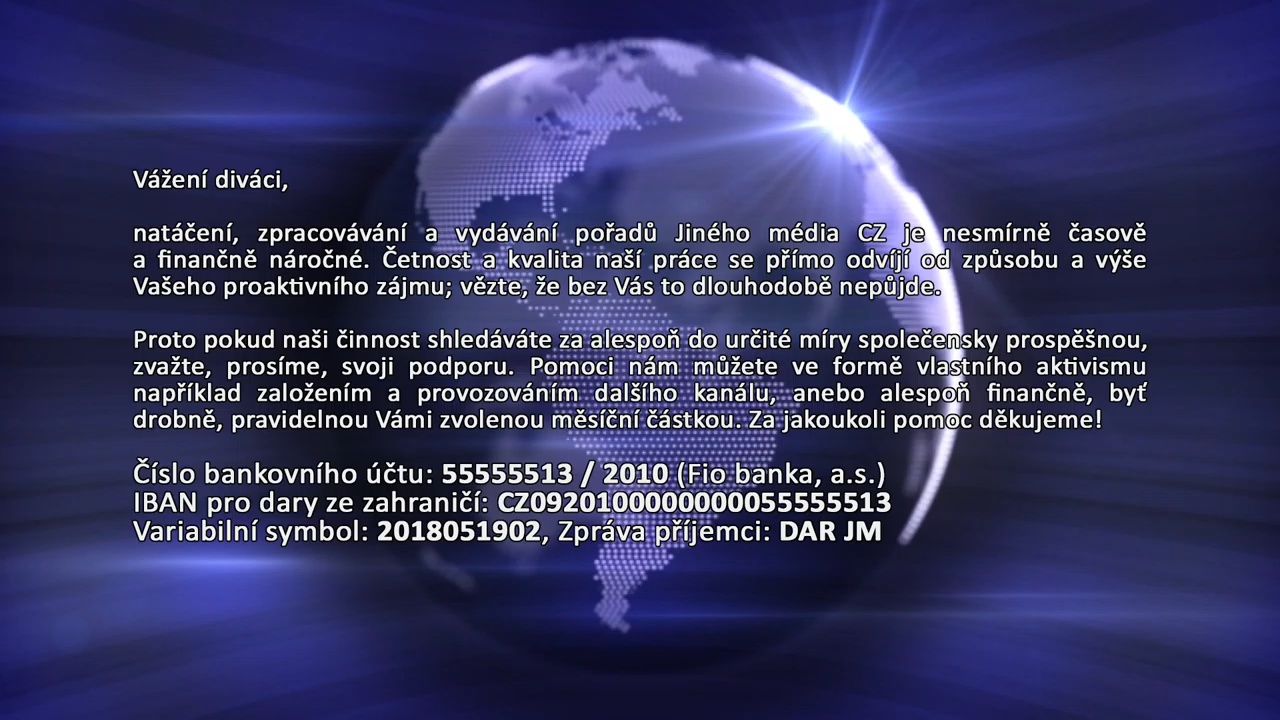 Vážení diváci,
natáčení, zpracovávání a vydávání pořadů Jiného média CZ je nesmírně časově
a finančně náročné. Četnost a kvalita naší práce se přímo odvíjí od způsobu a výše
Vašeho proaktivního zájmu; vězte, že bez Vás to dlouhodobě nepůjde.
Proto pokud naši činnost shledáváte za alespoň do určité míry společensky prospěšnou,
zvažte, prosíme, svoji podporu. Pomoci nám můžete ve formě vlastního aktivismu
například založením a provozováním dalšího kanálu, anebo alespoň finančně, byť
drobně, pravidelnou Vámi zvolenou měsíční částkou. Za jakoukoli pomoc děkujeme!
Číslo bankovního účtu: 55555513 / 2010 (Fio banka, a.s.)
IBAN pro dary ze zahraničí: CZ0920100000000055555513
Variabilní symbol: 2018051902, Zpráva příjemci: DAR JM